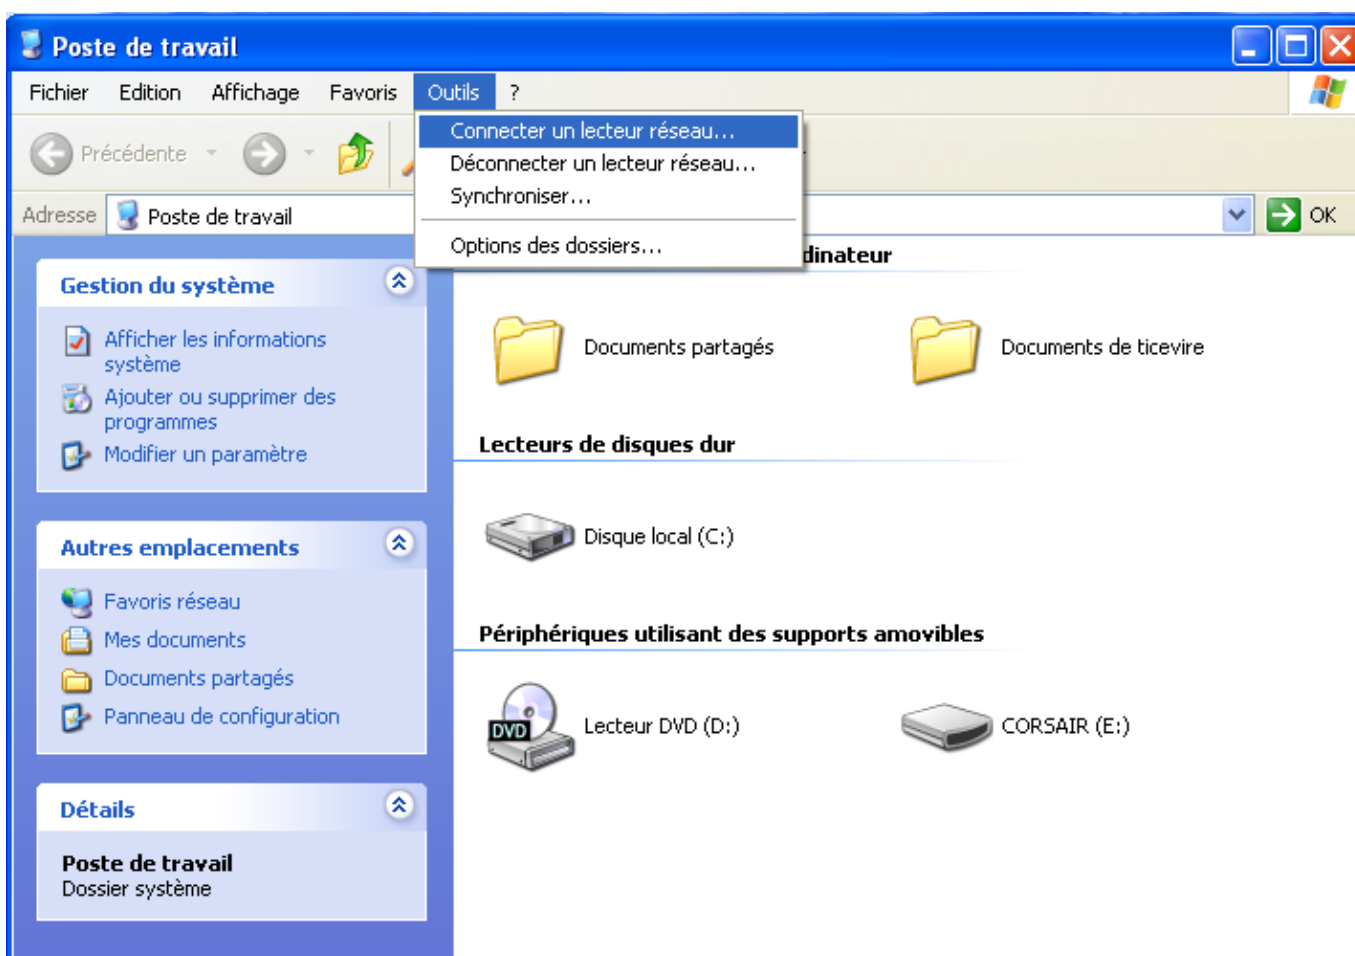 Poste de travail
Fichier Edition Affichage Favoris Outils ?
Précédente
Connecter un lecteur réseau...
Déconnecter un lecteur réseau...
Synchroniser...
Options des dossiers...
Adresse Poste de travail OK
Gestion du système
Afficher les informations
système
Ajouter ou supprimer des
programmes
Modifier un paramètre
Autres emplacements
Favoris réseau
Mes documents
Documents partagés
Panneau de configuration
Détails
Poste de travail
Dossier système
dinateur
Documents partagés Documents de ticevire
Lecteurs de disques dur
Disque local (C:)
Périphériques utilisant des supports amovibles
DVD Lecteur DVD (D:) CORSAIR (E:)